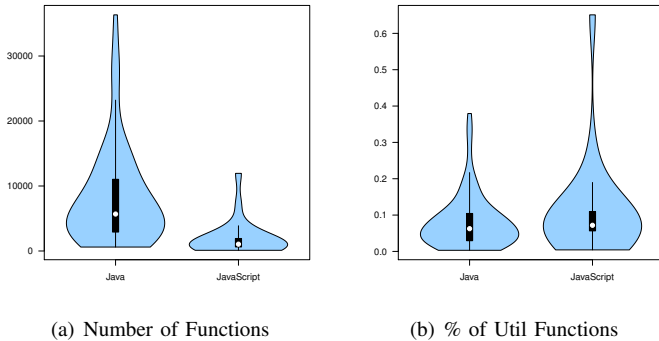 30000
20000
10000
0
Java
JavaScript
0.6
0.5
0.4
0.3
0.2
0.1
0.0
Java
JavaScript
(a) Number of Functions
(b) % of Util Functions